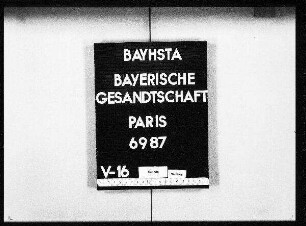 BAYHSTA
BAYERISCHE
GESANDTSCHAFT
PARIS
6987
V-16